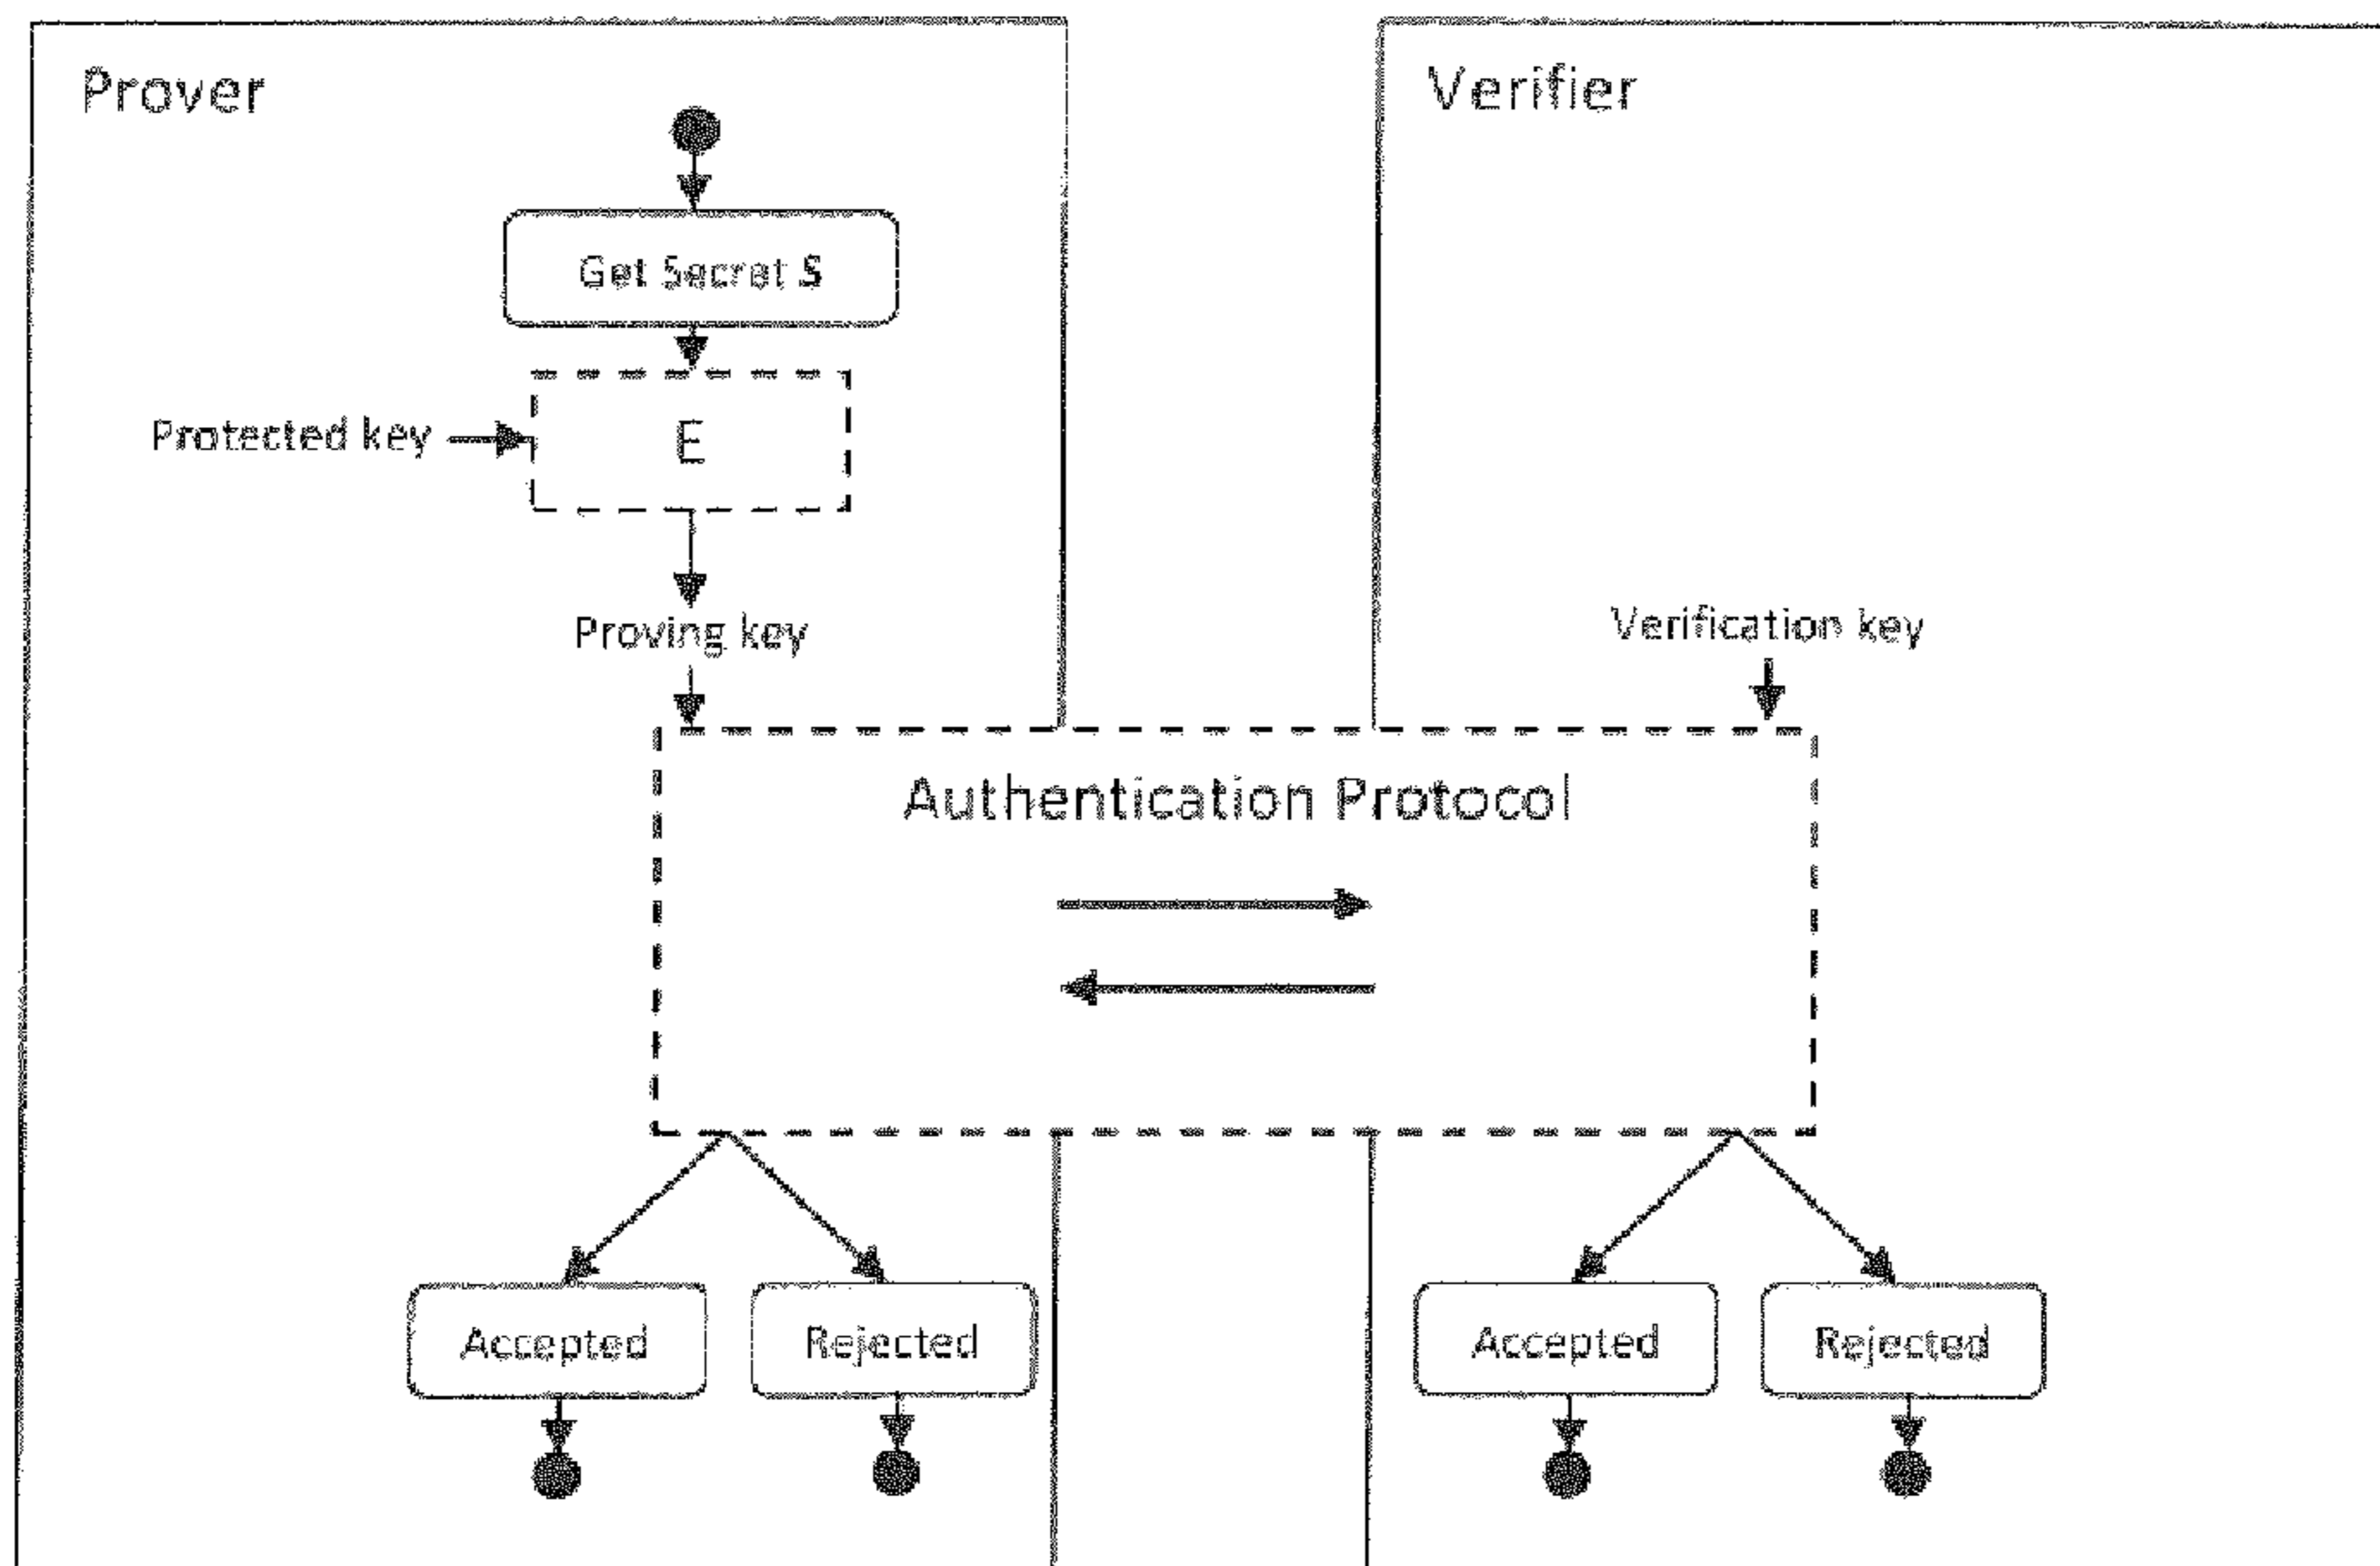 Prover
Verifier
Get Secret S
Protected key
E
Proving key
Verification key
Authentication Protocol
Accepted
Rejected
Accepted
Rejected